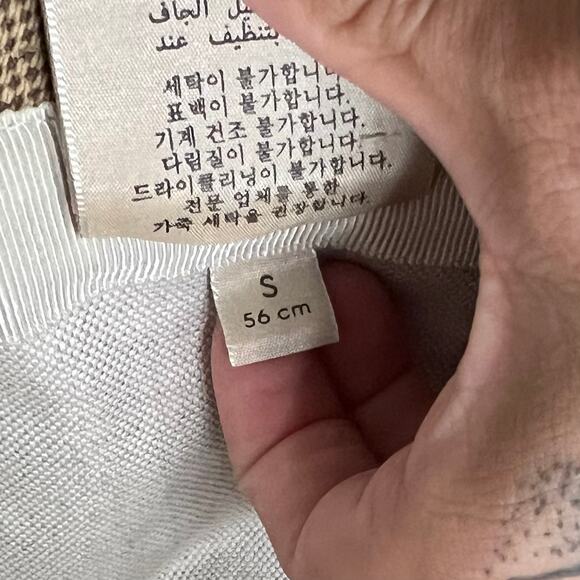 الجاف
بتنظيف عند
세탁이 불가합니다.
표백이 불가합니다.
기계 건조 불가합니다.
다림질이 불가합니다.
드라이클리닝이 불가합니다.
전문 업체를 통한
가죽 세탁을 권장합니다.
S
56 cm